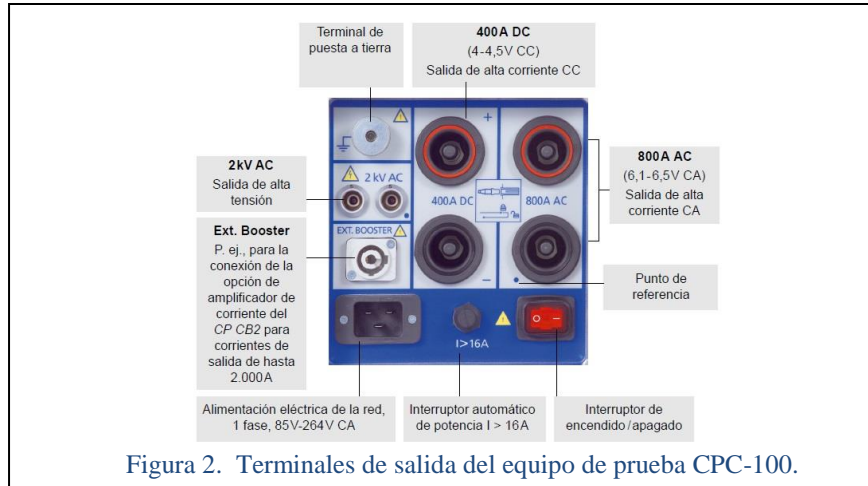 Terminal de
puesta a tierra
400A DC
(4-4,5V CC)
Salida de alta corriente CC
2kV AC
Salida de alta
tensión
Ext. Booster
P. ej., para la
conexión de la
opción de
amplificador de
corriente del
CP CB2 para
corrientes de
salida de hasta
2.000A
+
2 kV AC
400A DC
800A AC
EXT. BOOSTER
–
I>16A
O –
800A AC
(6,1-6,5V CA)
Salida de alta
corriente CA
Punto de
referencia
Alimentación eléctrica de la red,
1 fase, 85V-264V CA
Interruptor automático
de potencia I > 16A
Interruptor de
encendido/apagado
Figura 2. Terminales de salida del equipo de prueba CPC-100.